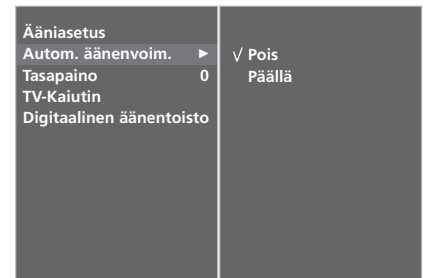 Ääniasetus
Autom. äänenvoim. ►
Tasapaino 0
TV-Kaiutin
Digitaalinen äänentoisto
√ Pois
Päällä